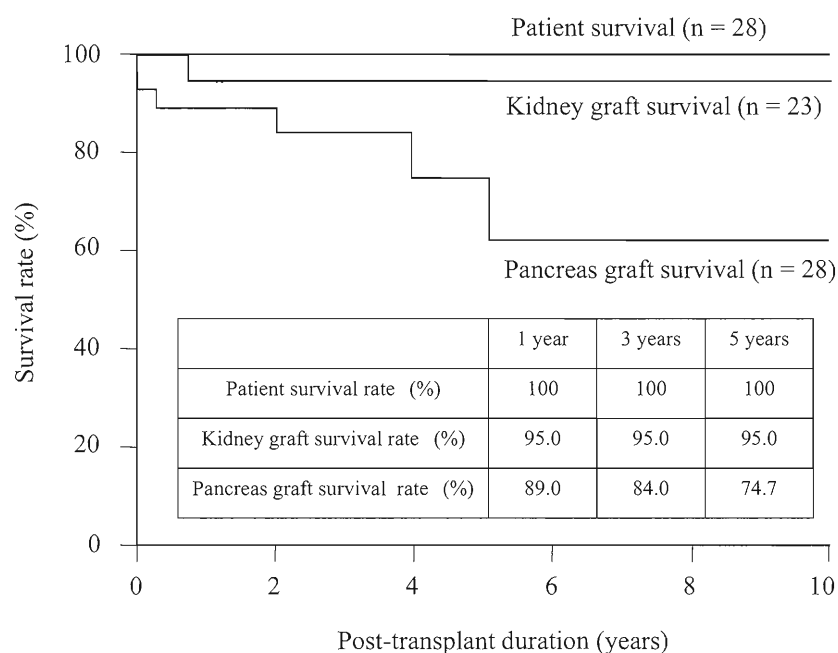 Patient survival (n = 28)
Kidney graft survival (n = 23)
Pancreas graft survival (n = 28)
Survival rate (%)
100
80
60
40
20
0
1 year 3 years 5 years
Patient survival rate (%) 100 100 100
Kidney graft survival rate (%) 95.0 95.0 95.0
Pancreas graft survival rate (%) 89.0 84.0 74.7
0 2 4 6 8 10
Post-transplant duration (years)